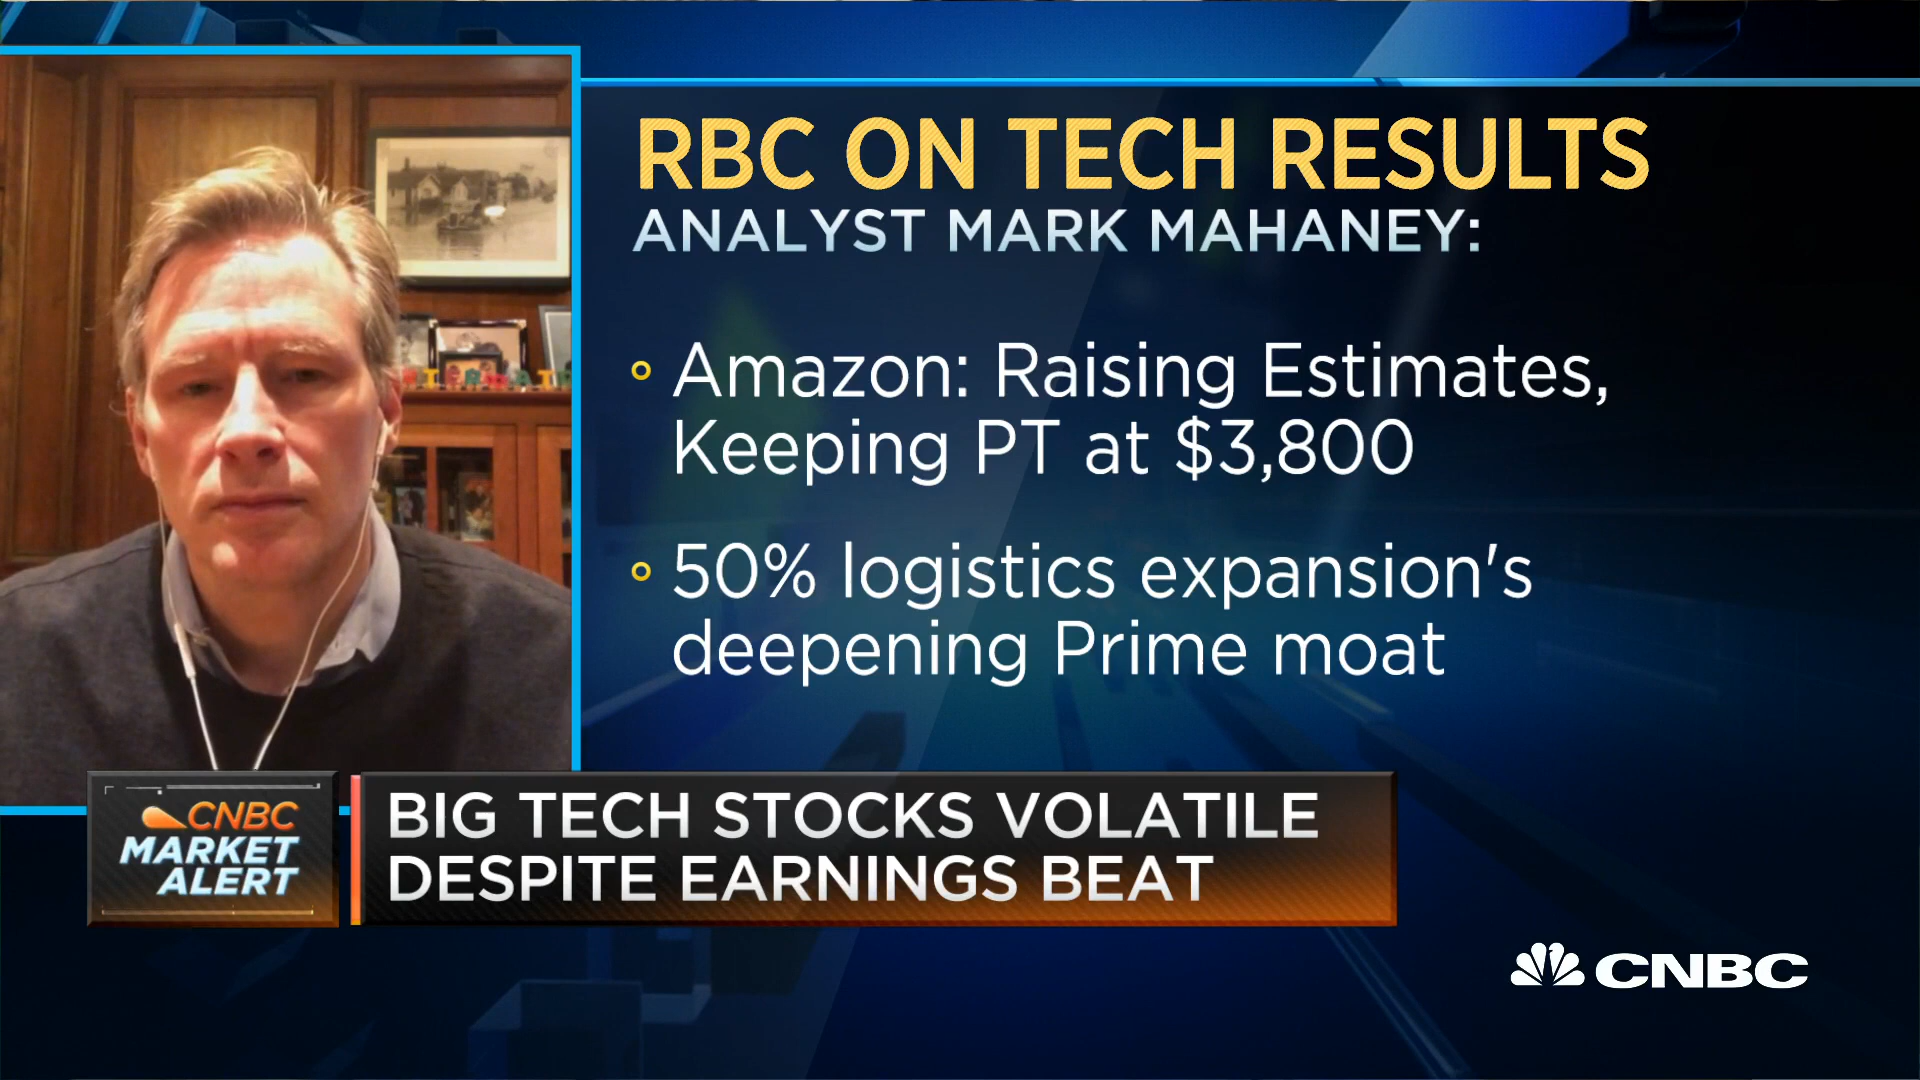 RBC ON TECH RESULTS
ANALYST MARK MAHANEY:
Amazon: Raising Estimates,
Keeping PT at $3,800
50% logistics expansion's
deepening Prime moat
CNBC
MARKET
ALERT
BIG TECH STOCKS VOLATILE
DESPITE EARNINGS BEAT
CNBC